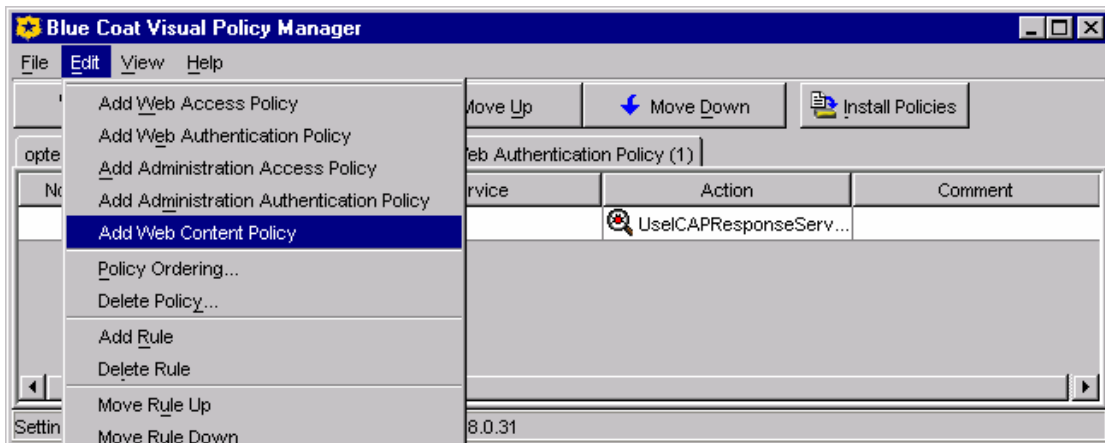 Blue Coat Visual Policy Manager
File Edit View Help
Move Up Move Down Install Policies
Add Web Access Policy
Add Web Authentication Policy
Add Administration Access Policy
Add Administration Authentication Policy
Add Web Content Policy
Policy Ordering...
Delete Policy...
Add Rule
Delete Rule
Move Rule Up
Move Rule Down
opte eb Authentication Policy (1)
No rvice Action Comment
UseICAPResponseServ...
Settin 8.0.31